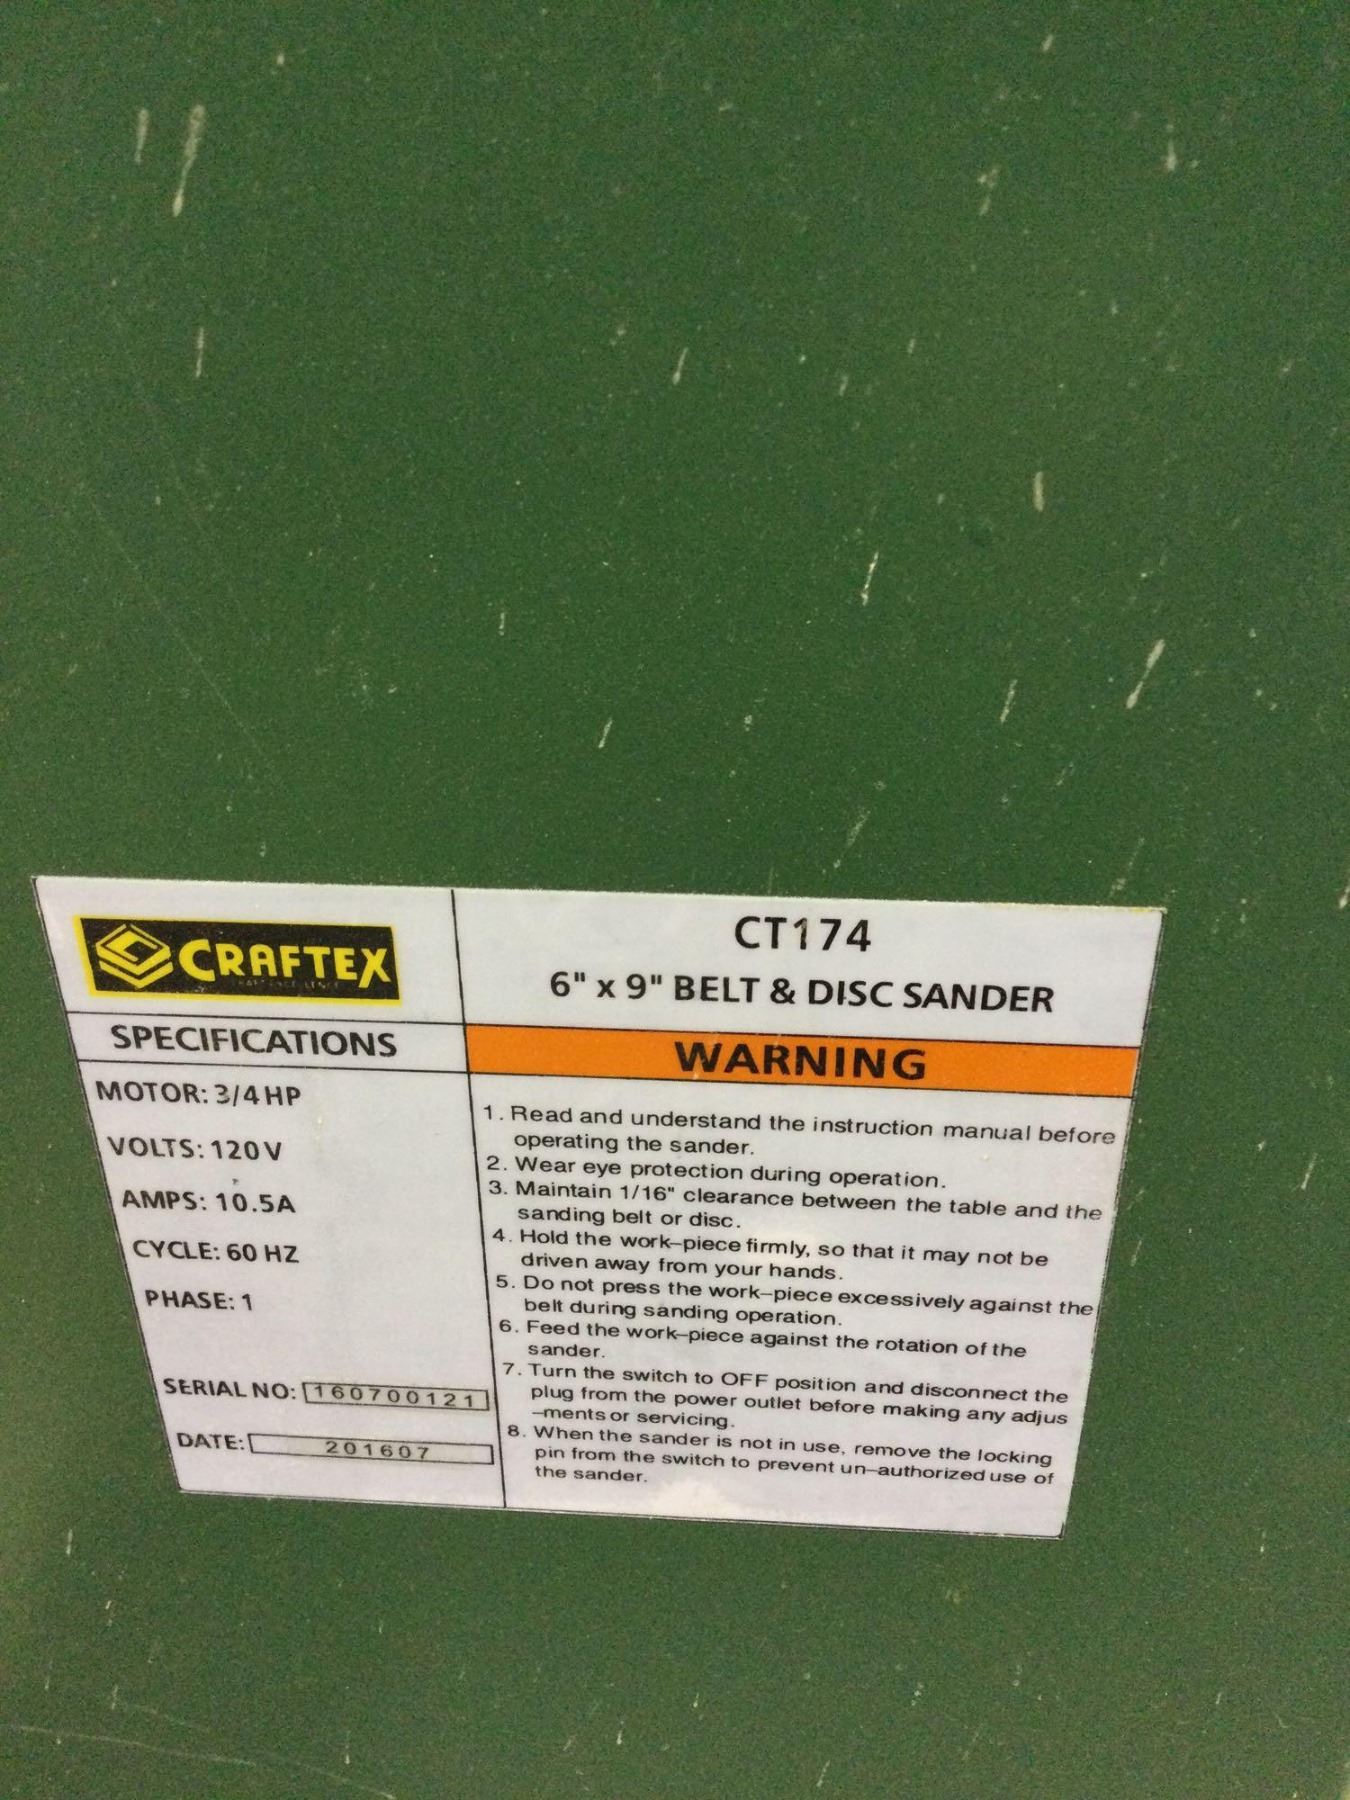 CRAFTEX
CT174
6" x 9" BELT & DISC SANDER
SPECIFICATIONS
MOTOR: 3/4 HP
VOLTS: 120 V
AMPS: 10.5A
CYCLE: 60 HZ
PHASE: 1
SERIAL NO: 160700121
DATE: 201607
WARNING
1. Read and understand the instruction manual before
operating the sander.
2. Wear eye protection during operation.
3. Maintain 1/16" clearance between the table and the
sanding belt or disc.
4. Hold the work-piece firmly, so that it may not be
driven away from your hands.
5. Do not press the work-piece excessively against the
belt during sanding operation.
6. Feed the work-piece against the rotation of the
sander.
7. Turn the switch to OFF position and disconnect the
plug from the power outlet before making any adjus
-ments or servicing.
8. When the sander is not in use, remove the locking
pin from the switch to prevent un-authorized use of
the sander.